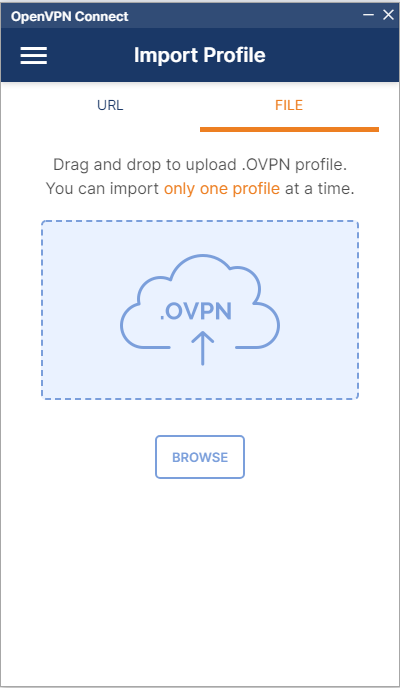 OpenVPN Connect
Import Profile
URL
FILE
Drag and drop to upload .OVPN profile.
You can import only one profile at a time.
.OVPN
BROWSE